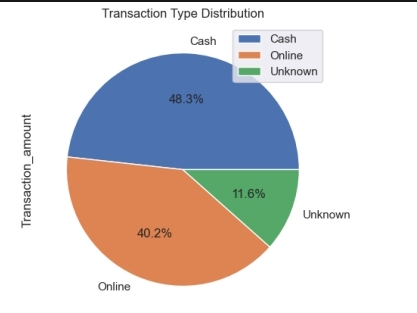 Transaction Type Distribution
Cash
Cash
Online
Unknown
48.3%
Transaction_amount
11.6%
Unknown
40.2%
Online